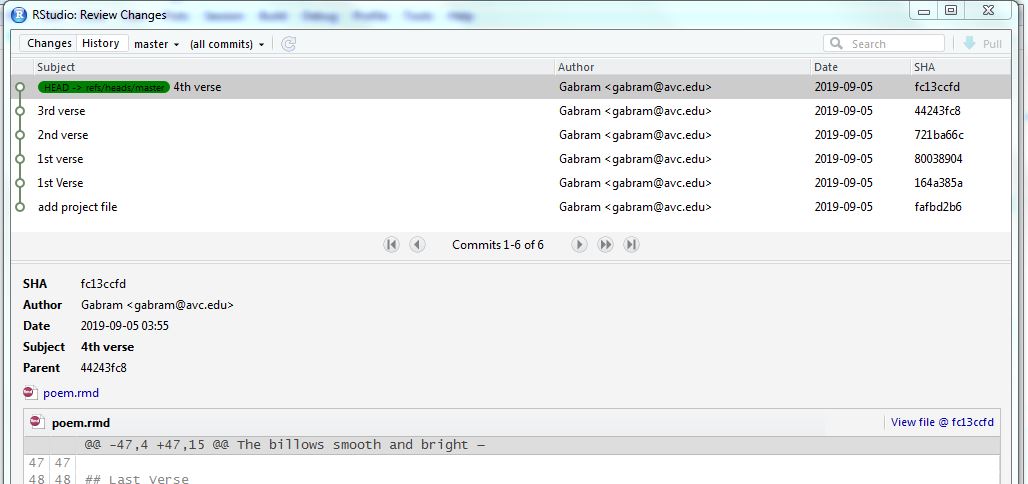 RStudio: Review Changes
Changes History master (all commits) Search Pull
Subject Author Date SHA
HEAD -> refs/heads/master 4th verse Gabram <gabram@avc.edu> 2019-09-05 fc13ccfd
3rd verse Gabram <gabram@avc.edu> 2019-09-05 44243fc8
2nd verse Gabram <gabram@avc.edu> 2019-09-05 721ba66c
1st verse Gabram <gabram@avc.edu> 2019-09-05 80038904
1st Verse Gabram <gabram@avc.edu> 2019-09-05 164a385a
add project file Gabram <gabram@avc.edu> 2019-09-05 fafbd2b6
Commits 1-6 of 6
SHA fc13ccfd
Author Gabram <gabram@avc.edu>
Date 2019-09-05 03:55
Subject 4th verse
Parent 44243fc8
poem.rmd
poem.rmd View file @ fc13ccfd
@@ -47,4 +47,15 @@ The billows smooth and bright —
47 47
48 48 ## Last Verse